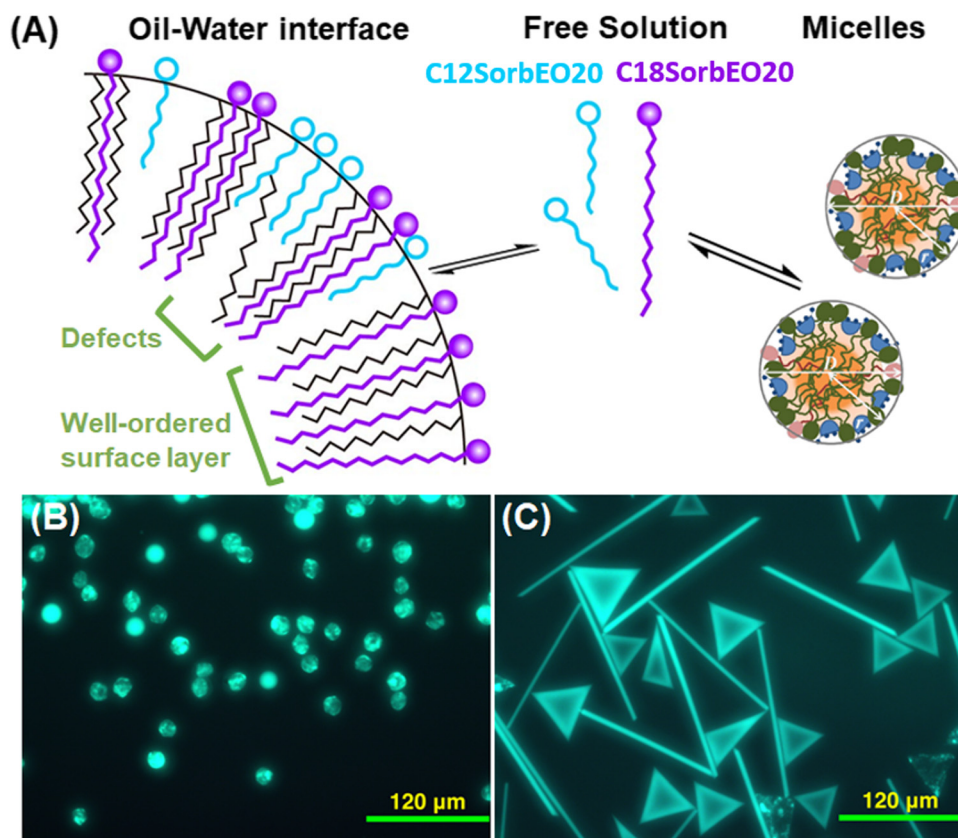 (A)
Oil-Water interface
Free Solution
Micelles
C12SorbEO20
C18SorbEO20
Defects
Well-ordered
surface layer
(B)
(C)
120 µm
120 µm